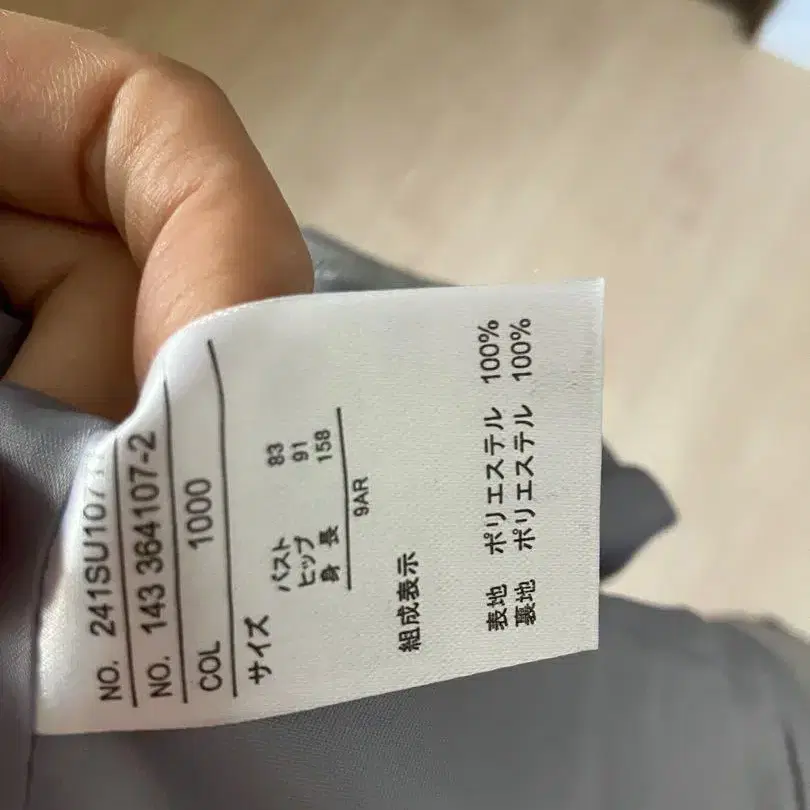 NO. 241SU107
NO. 143 364107-2
COL 1000
サイズ
バスト 83
ヒップ 91
身長 158
9AR
組成表示
表地 ポリエステル 100%
裏地 ポリエステル 100%